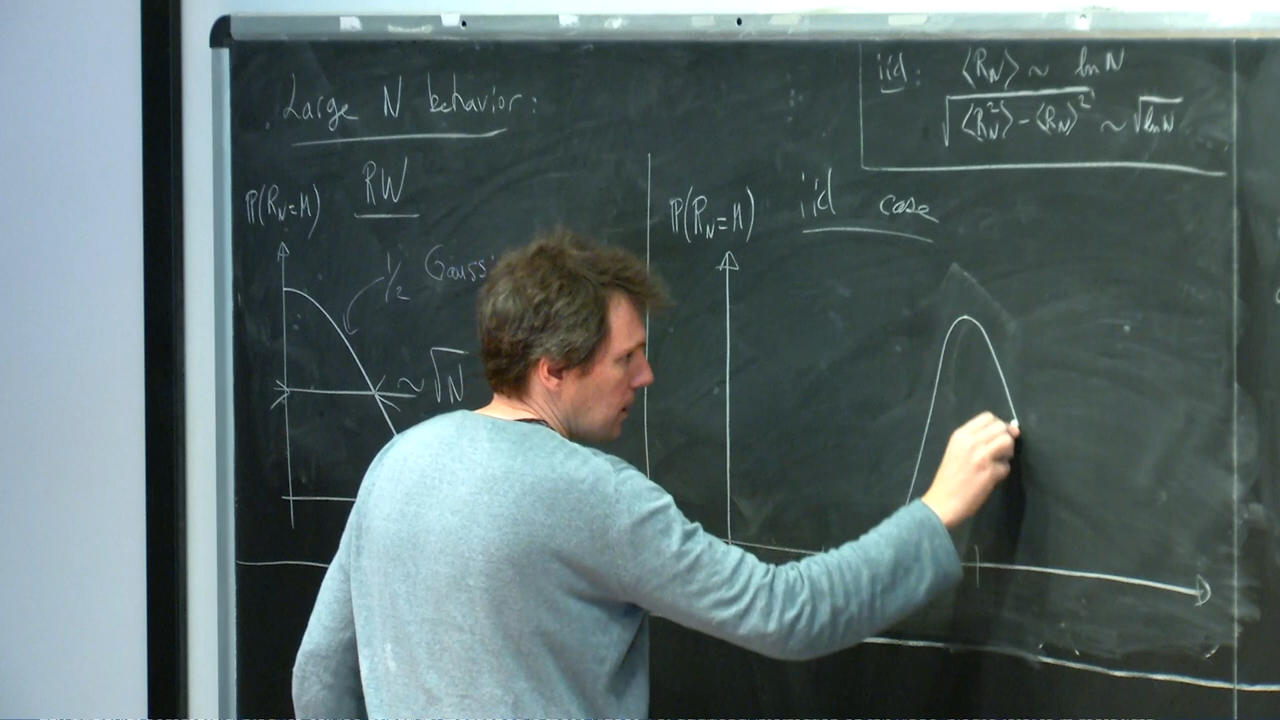 Large N behavior:
RW
P(R_N=M)
1/2 Gauss
~ √N
iid: ⟨R_N⟩ ~ ln N
√(⟨R_N²⟩ - ⟨R_N⟩²) ~ √(ln N)
iid case
P(R_N=M)